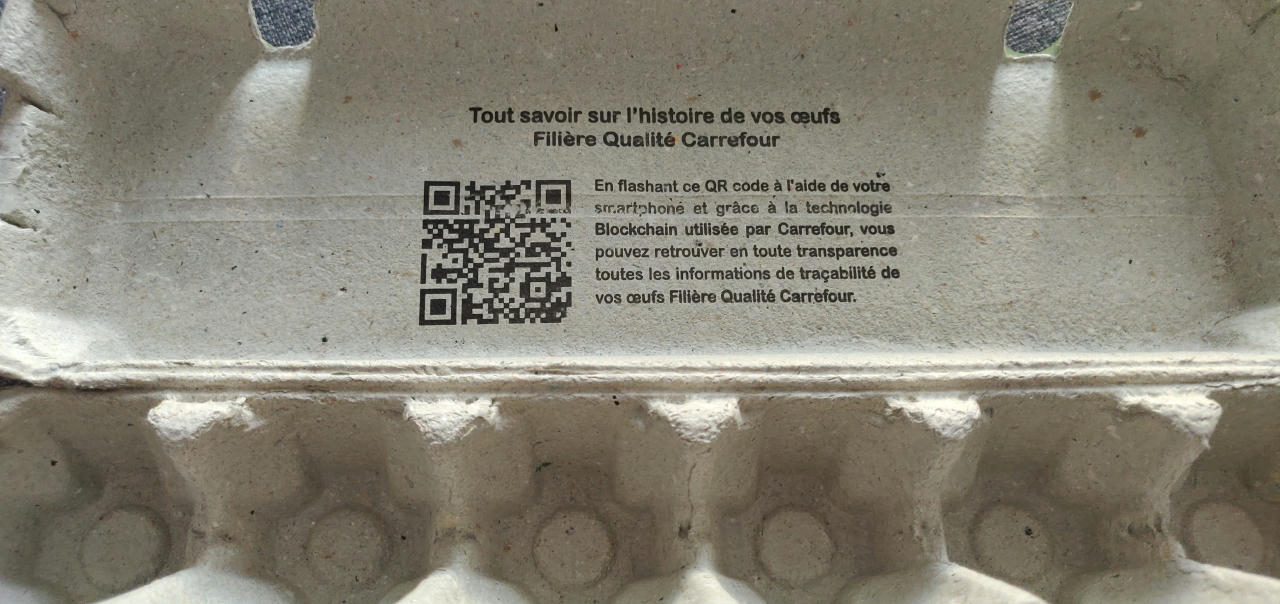 Tout savoir sur l'histoire de vos œufs
Filière Qualité Carrefour
En flashant ce QR code à l'aide de votre
smartphone et grâce à la technologie
Blockchain utilisée par Carrefour, vous
pouvez retrouver en toute transparence
toutes les informations de traçabilité de
vos œufs Filière Qualité Carrefour.